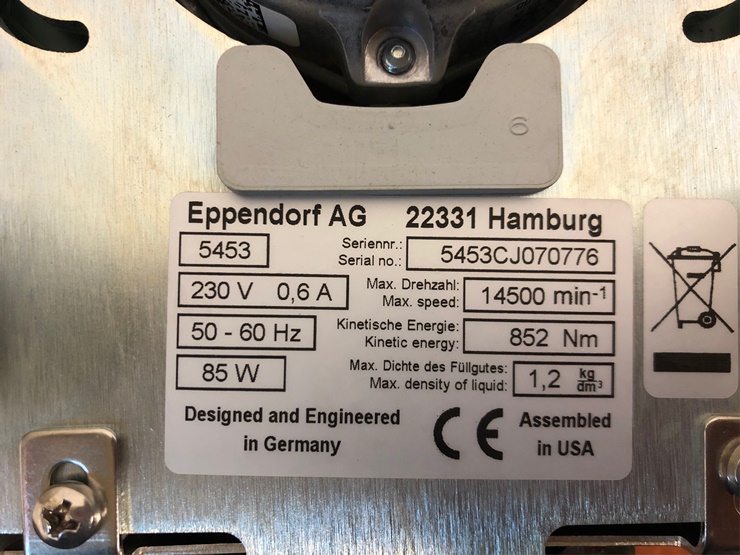 6
Eppendorf AG 22331 Hamburg
5453 Seriennr.: Serial no.: 5453CJ070776
230 V 0,6 A Max. Drehzahl: Max. speed: 14500 min-1
50 - 60 Hz Kinetische Energie: Kinetic energy: 852 Nm
85 W Max. Dichte des Füllgutes: Max. density of liquid: 1,2 kg/dm³
Designed and Engineered
in Germany
CE
Assembled
in USA